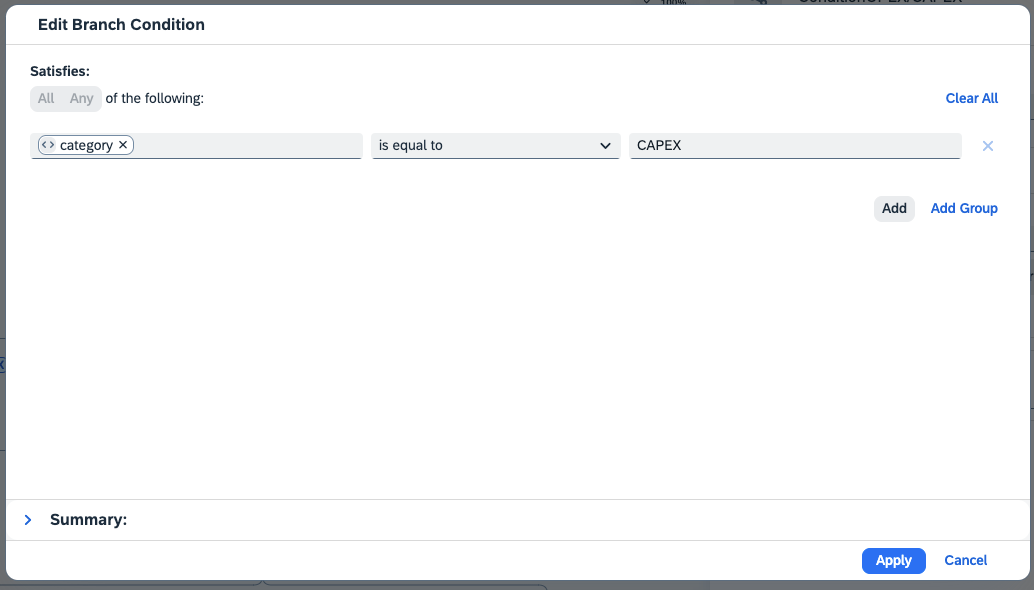 Edit Branch Condition
Satisfies:
All Any of the following:
Clear All
category
is equal to
CAPEX
Add
Add Group
Summary:
Apply
Cancel